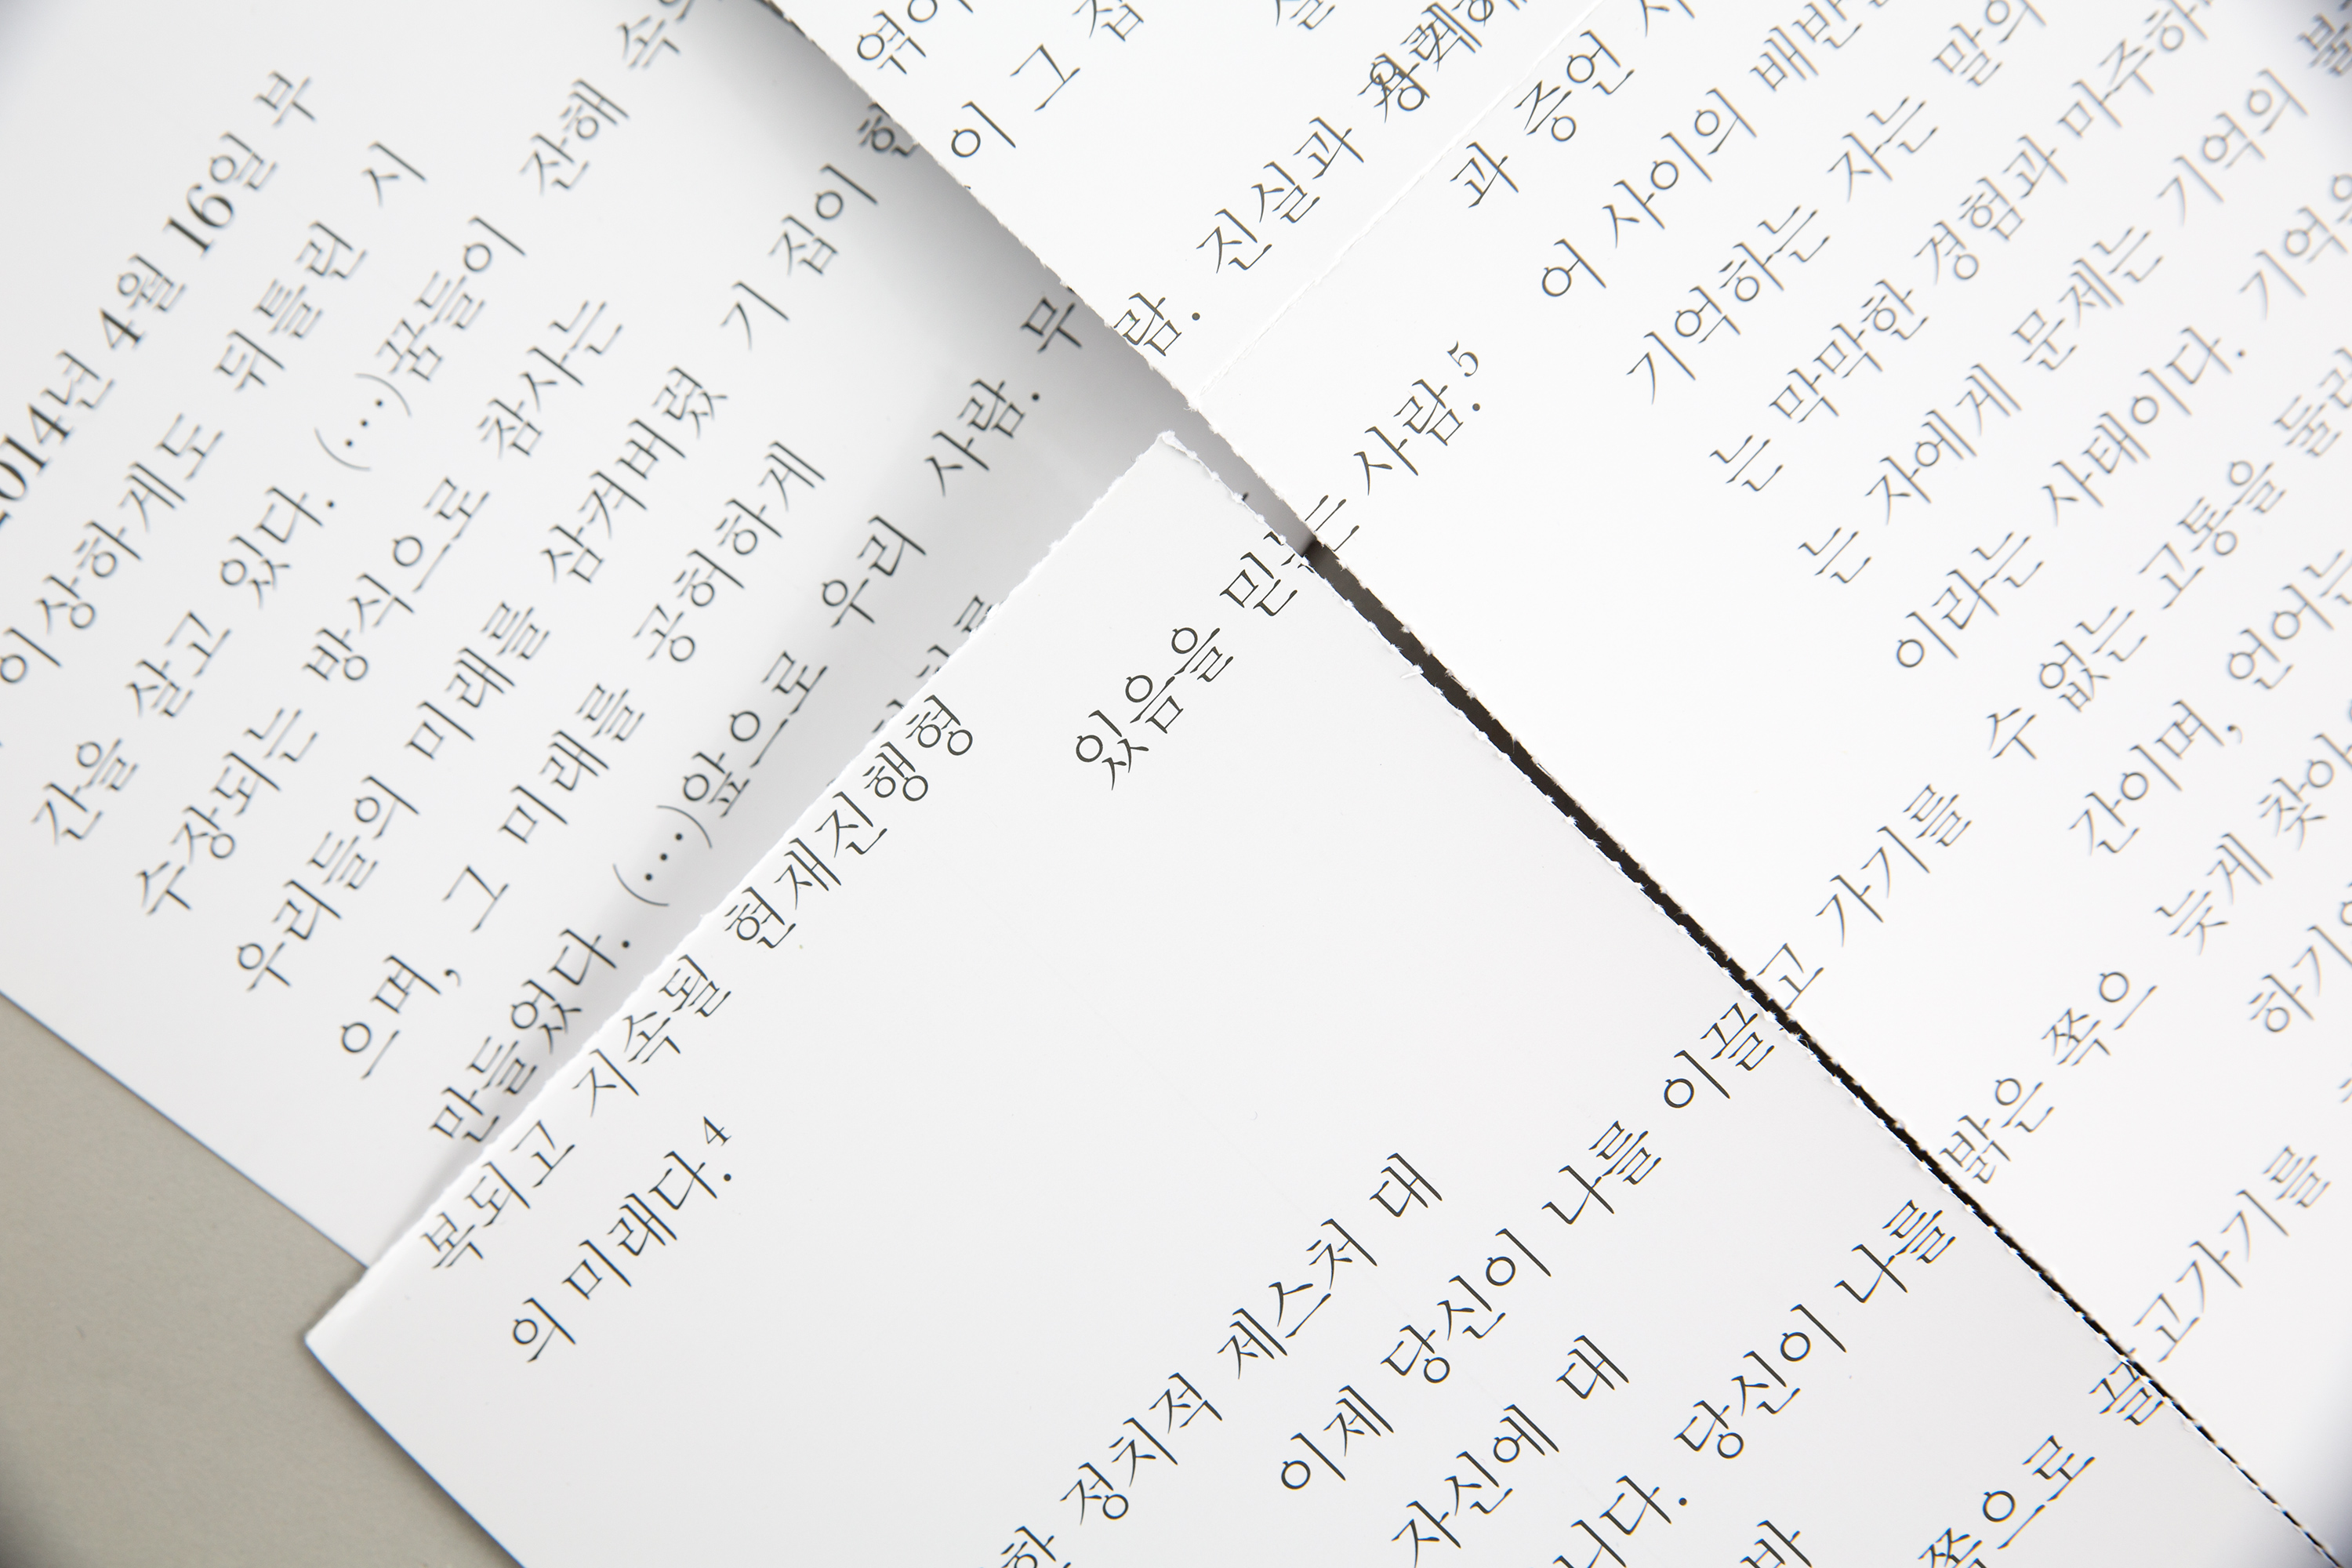 2014년 4월 16일 부
이상하게도 뒤틀린 시
간을 살고 있다. (…)꿈들이 잔해 속의
수장되는 방식으로 참사는
우리들의 미래를 삼켜버렸 기 집이 한
으며, 그 미래를 공허하게
만들었다. (…)앞으로 우리 사람. 무
복되고 지속될 현재진행형
의 미래다.⁴
엮어
이 그 집
람. 진실과
있음을 믿는 사람.⁵
과 증언
어 사이의 배반
기억하는 자는 말의
는 막막한 경험과 마주하
는 자에게 문제는 기억의 불
이라는 사태이다. 기억은
수 없는 고통을 둘러
간이며, 언어는
늦게 찾아
하기
정치적 제스처 대
이제 당신이 나를 이끌고 가기를
자신에 대
니다. 당신이 나를 밝은 쪽으
쪽으로 끌고가기를